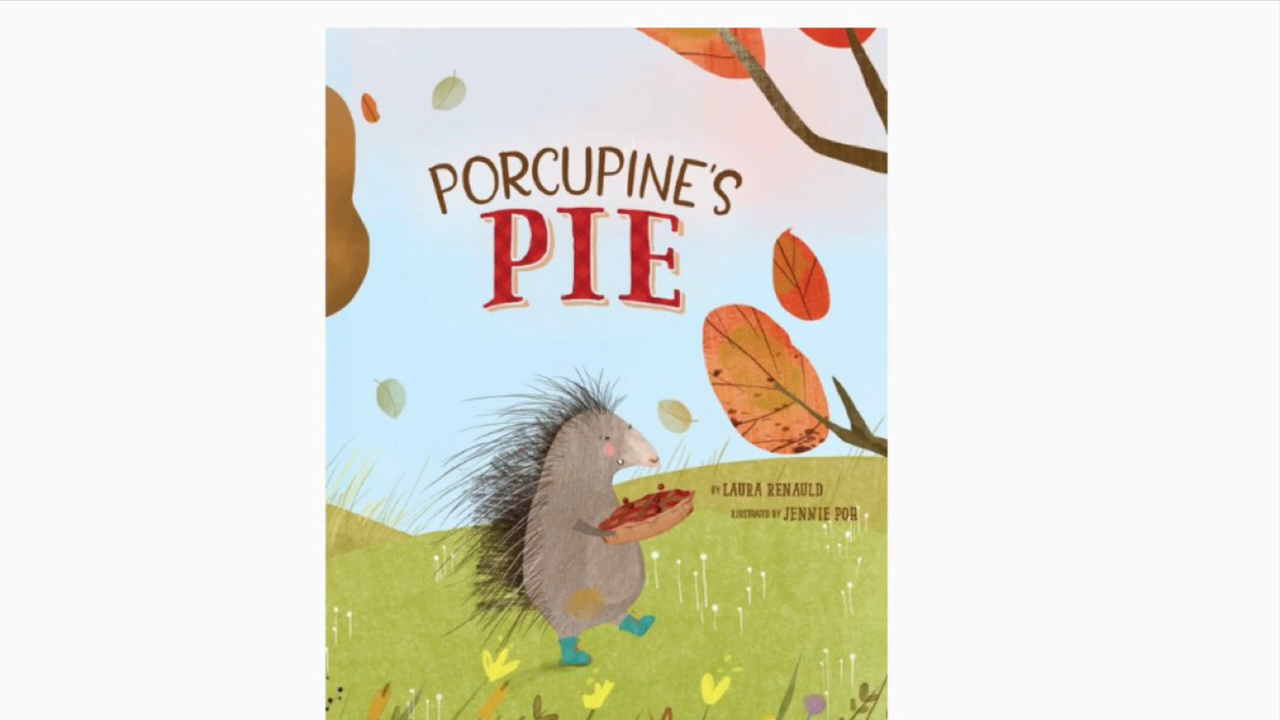 PORCUPINE'S
PIE
BY LAURA RENAULD
ILLUSTRATED BY JENNIE POH